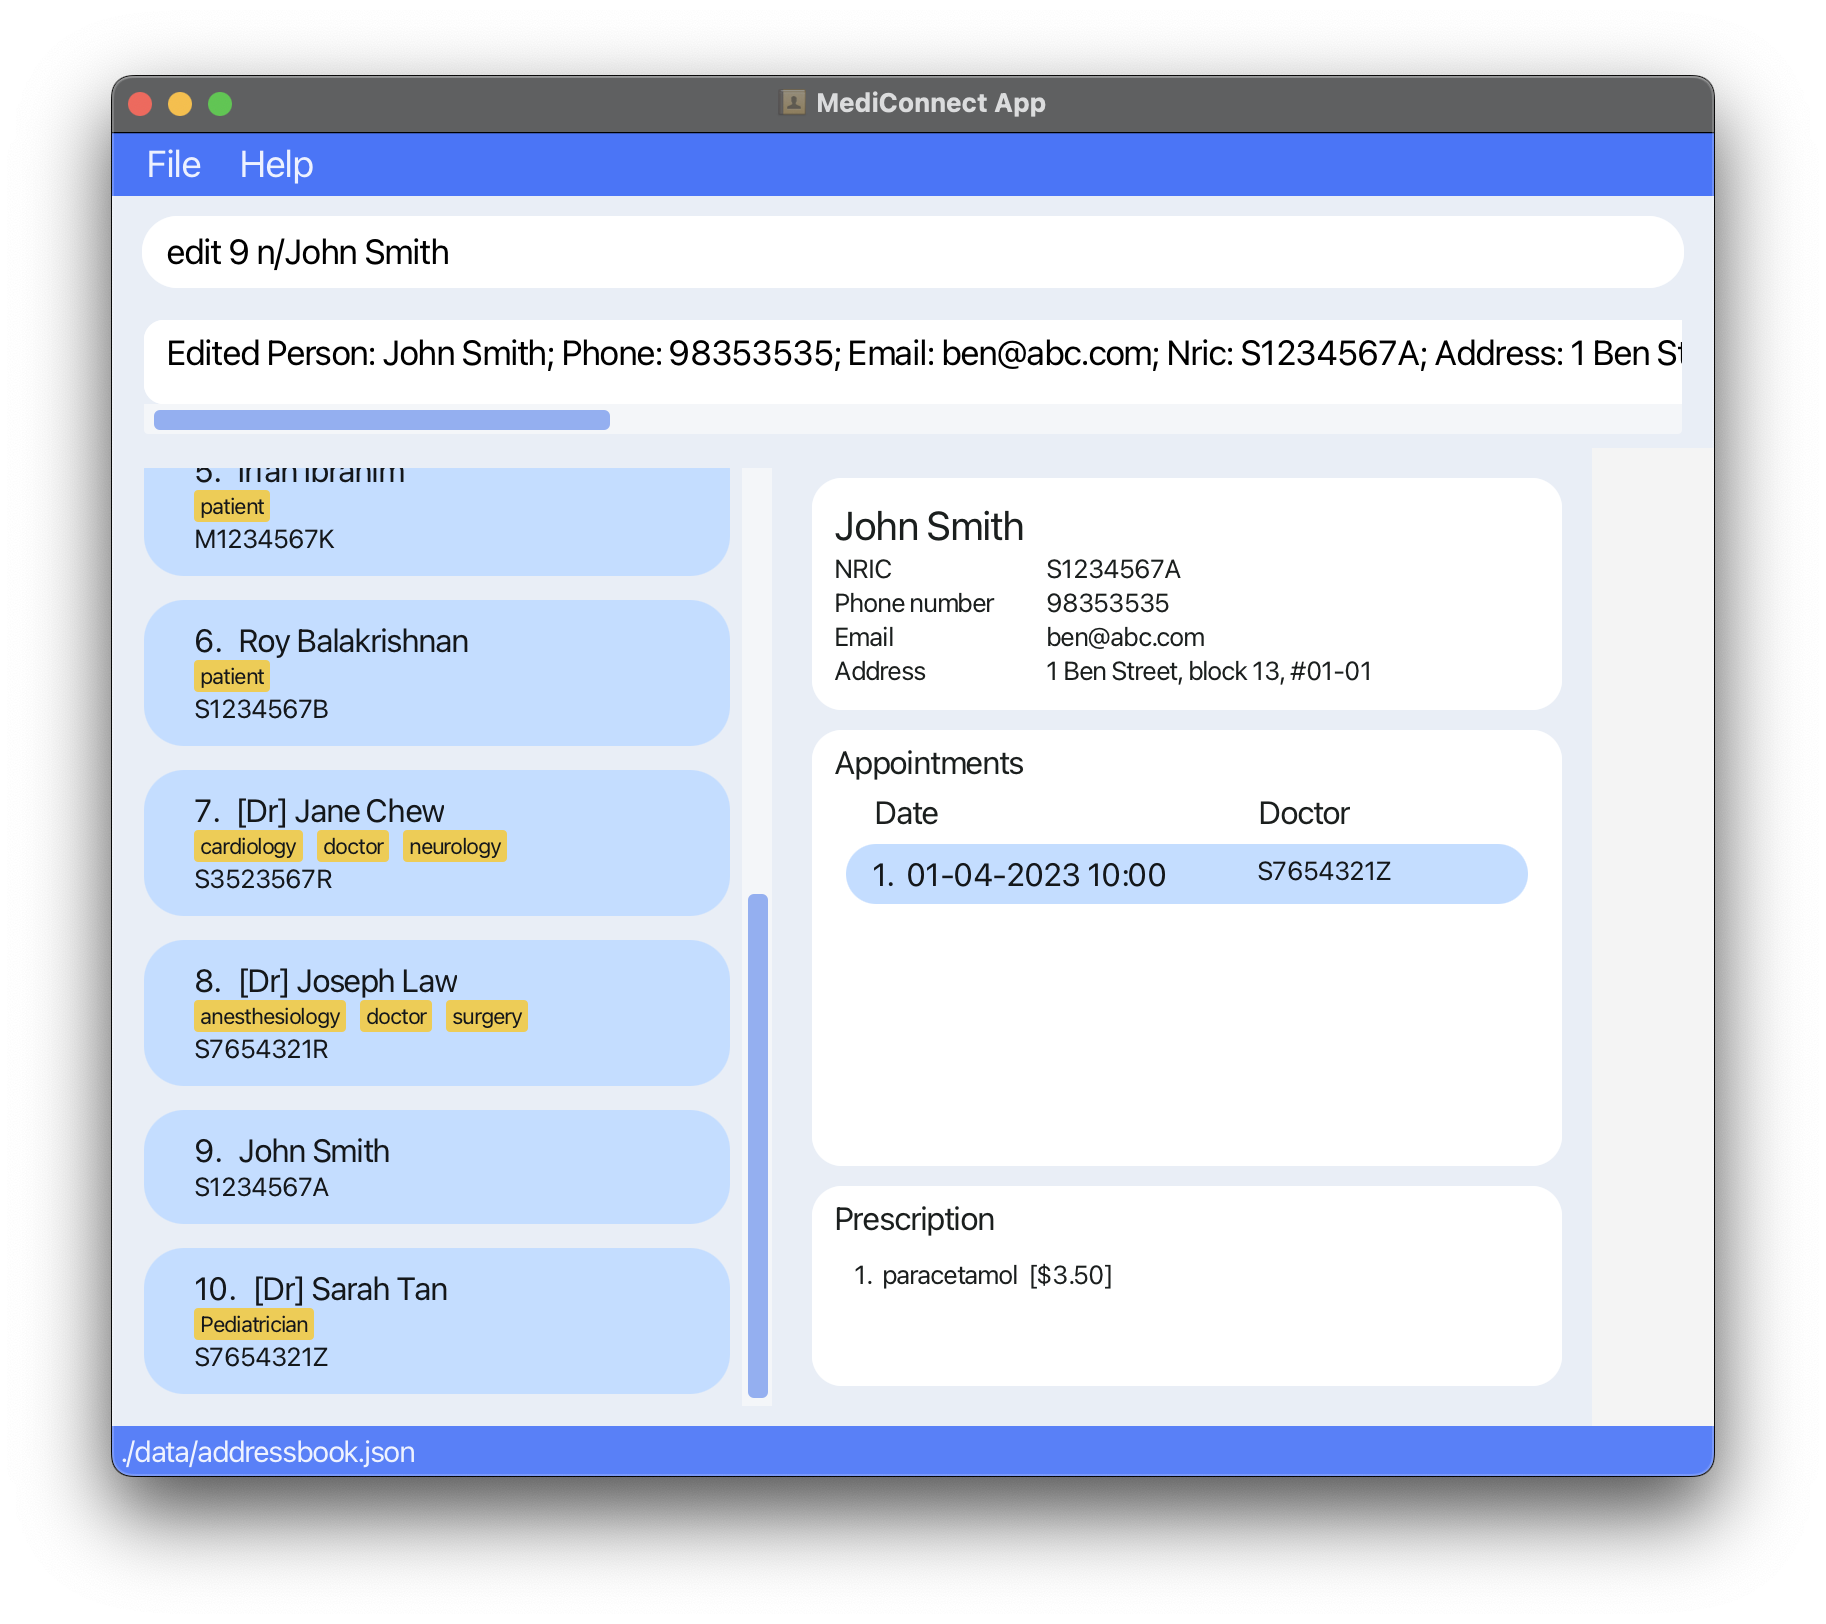 MediConnect App
File Help
edit 9 n/John Smith
Edited Person: John Smith; Phone: 98353535; Email: ben@abc.com; Nric: S1234567A; Address: 1 Ben St
5. Irfan Ibrahim
patient
M1234567K
6. Roy Balakrishnan
patient
S1234567B
7. [Dr] Jane Chew
cardiology doctor neurology
S3523567R
8. [Dr] Joseph Law
anesthesiology doctor surgery
S7654321R
9. John Smith
S1234567A
10. [Dr] Sarah Tan
Pediatrician
S7654321Z
John Smith
NRIC S1234567A
Phone number 98353535
Email ben@abc.com
Address 1 Ben Street, block 13, #01-01
Appointments
Date Doctor
1. 01-04-2023 10:00 S7654321Z
Prescription
1. paracetamol [$3.50]
./data/addressbook.json